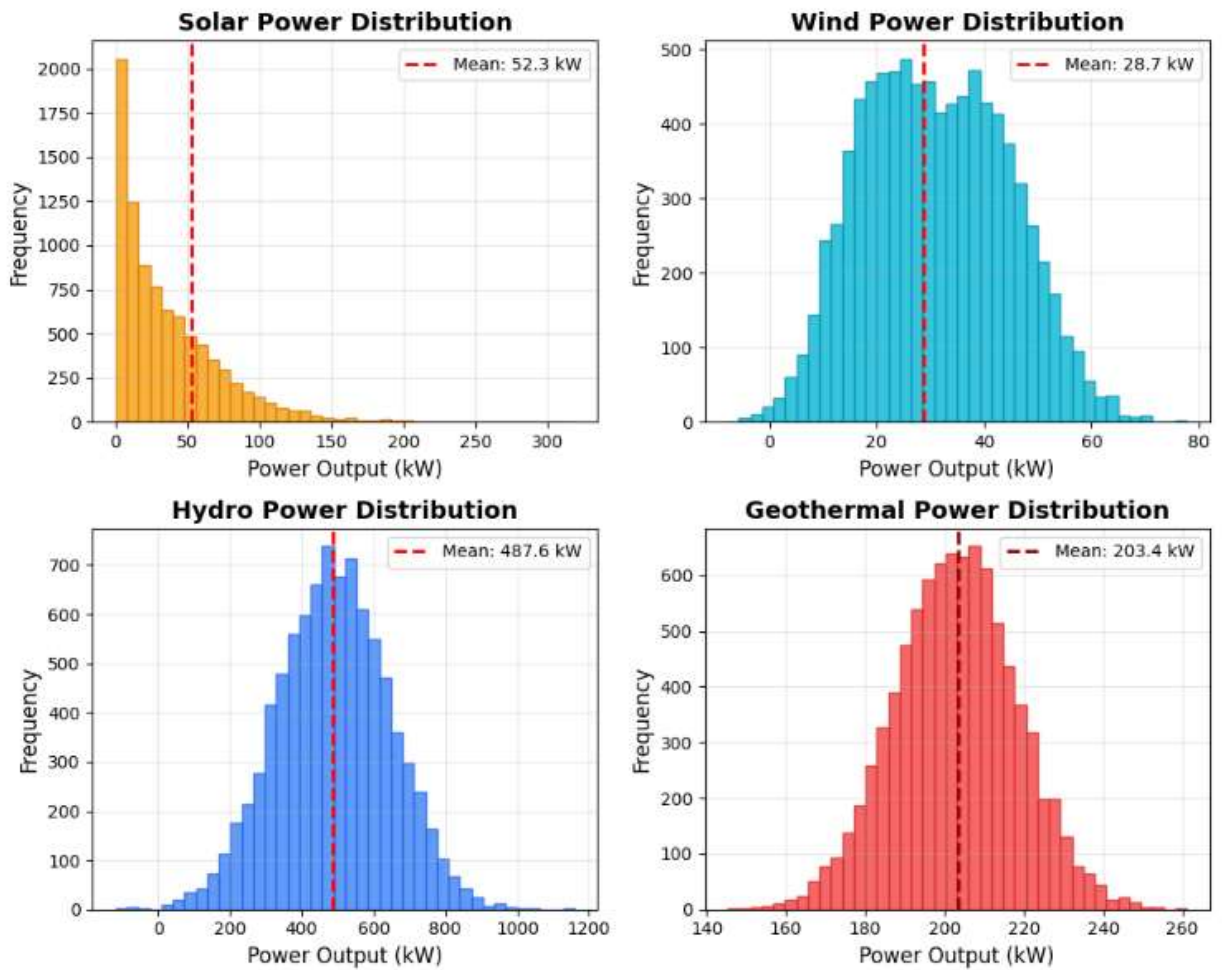 Solar Power Distribution
Mean: 52.3 kW
2000
1750
1500
1250
1000
750
500
250
0
Frequency
0 50 100 150 200 250 300
Power Output (kW)
Wind Power Distribution
Mean: 28.7 kW
500
400
300
200
100
0
Frequency
0 20 40 60 80
Power Output (kW)
Hydro Power Distribution
Mean: 487.6 kW
700
600
500
400
300
200
100
0
Frequency
0 200 400 600 800 1000 1200
Power Output (kW)
Geothermal Power Distribution
Mean: 203.4 kW
600
500
400
300
200
100
0
Frequency
140 160 180 200 220 240 260
Power Output (kW)